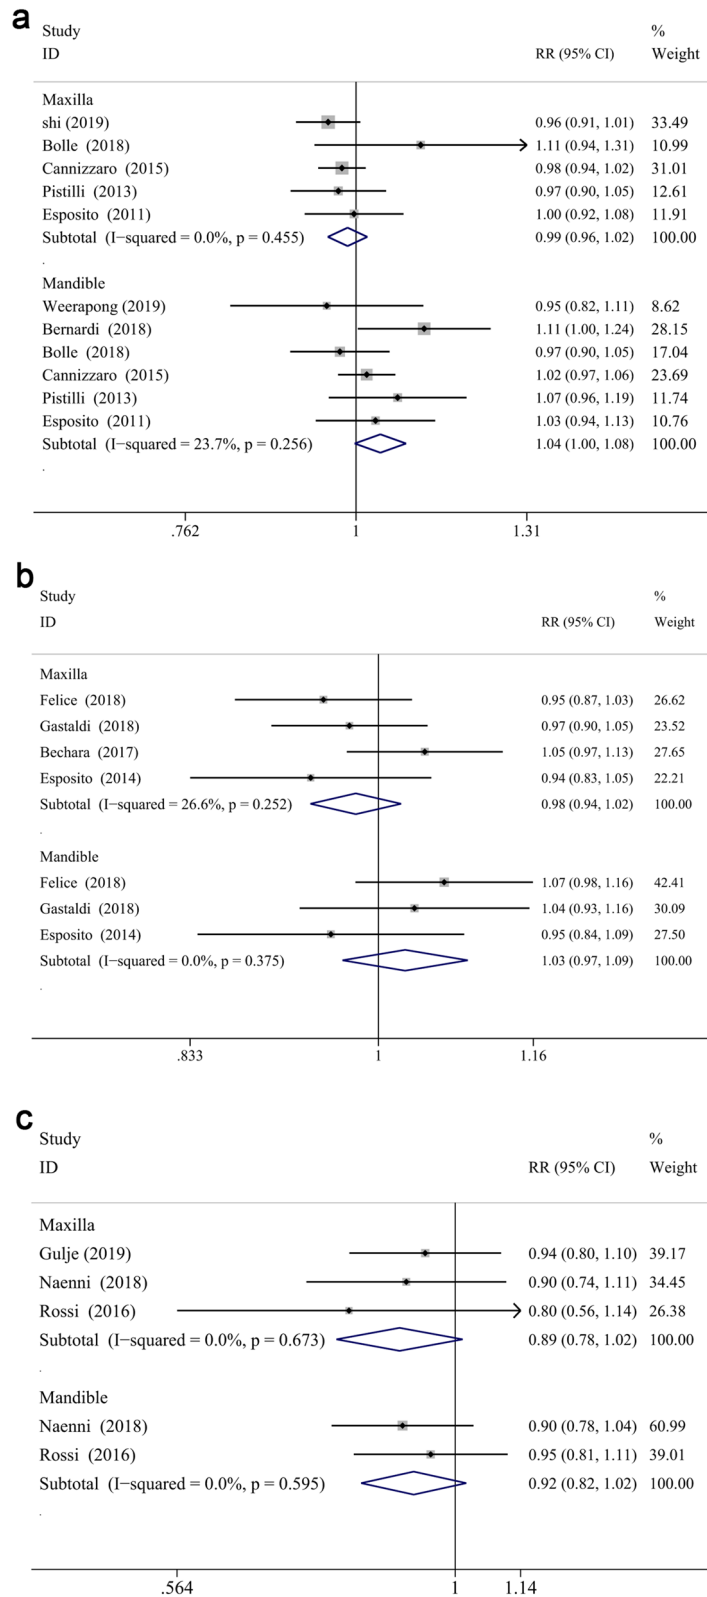 a
Study %
ID RR (95% CI) Weight
Maxilla
shi (2019) 0.96 (0.91, 1.01) 33.49
Bolle (2018) 1.11 (0.94, 1.31) 10.99
Cannizzaro (2015) 0.98 (0.94, 1.02) 31.01
Pistilli (2013) 0.97 (0.90, 1.05) 12.61
Esposito (2011) 1.00 (0.92, 1.08) 11.91
Subtotal (I−squared = 0.0%, p = 0.455) 0.99 (0.96, 1.02) 100.00
.
Mandible
Weerapong (2019) 0.95 (0.82, 1.11) 8.62
Bernardi (2018) 1.11 (1.00, 1.24) 28.15
Bolle (2018) 0.97 (0.90, 1.05) 17.04
Cannizzaro (2015) 1.02 (0.97, 1.06) 23.69
Pistilli (2013) 1.07 (0.96, 1.19) 11.74
Esposito (2011) 1.03 (0.94, 1.13) 10.76
Subtotal (I−squared = 23.7%, p = 0.256) 1.04 (1.00, 1.08) 100.00
.
.762 1 1.31
b
Study %
ID RR (95% CI) Weight
Maxilla
Felice (2018) 0.95 (0.87, 1.03) 26.62
Gastaldi (2018) 0.97 (0.90, 1.05) 23.52
Bechara (2017) 1.05 (0.97, 1.13) 27.65
Esposito (2014) 0.94 (0.83, 1.05) 22.21
Subtotal (I−squared = 26.6%, p = 0.252) 0.98 (0.94, 1.02) 100.00
.
Mandible
Felice (2018) 1.07 (0.98, 1.16) 42.41
Gastaldi (2018) 1.04 (0.93, 1.16) 30.09
Esposito (2014) 0.95 (0.84, 1.09) 27.50
Subtotal (I−squared = 0.0%, p = 0.375) 1.03 (0.97, 1.09) 100.00
.
.833 1 1.16
c
Study %
ID RR (95% CI) Weight
Maxilla
Gulje (2019) 0.94 (0.80, 1.10) 39.17
Naenni (2018) 0.90 (0.74, 1.11) 34.45
Rossi (2016) 0.80 (0.56, 1.14) 26.38
Subtotal (I−squared = 0.0%, p = 0.673) 0.89 (0.78, 1.02) 100.00
.
Mandible
Naenni (2018) 0.90 (0.78, 1.04) 60.99
Rossi (2016) 0.95 (0.81, 1.11) 39.01
Subtotal (I−squared = 0.0%, p = 0.595) 0.92 (0.82, 1.02) 100.00
.
.564 1 1.14